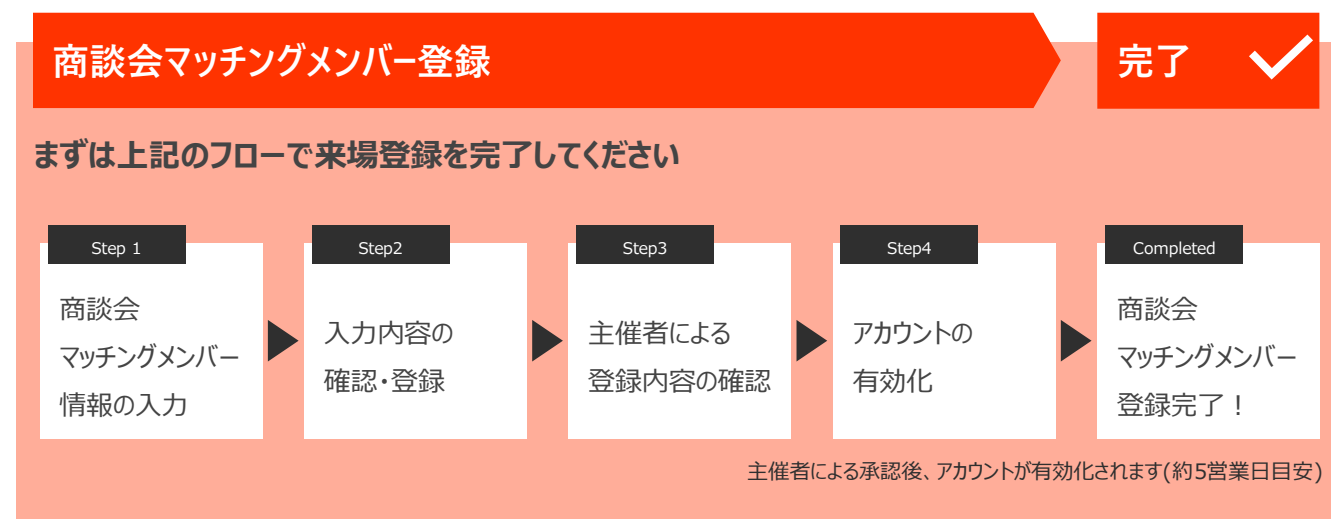 商談会マッチングメンバー登録
完了
まずは上記のフローで来場登録を完了してください
Step 1
商談会
マッチングメンバー
情報の入力
Step2
入力内容の
確認・登録
Step3
主催者による
登録内容の確認
Step4
アカウントの
有効化
Completed
商談会
マッチングメンバー
登録完了！
主催者による承認後、アカウントが有効化されます(約5営業日目安)